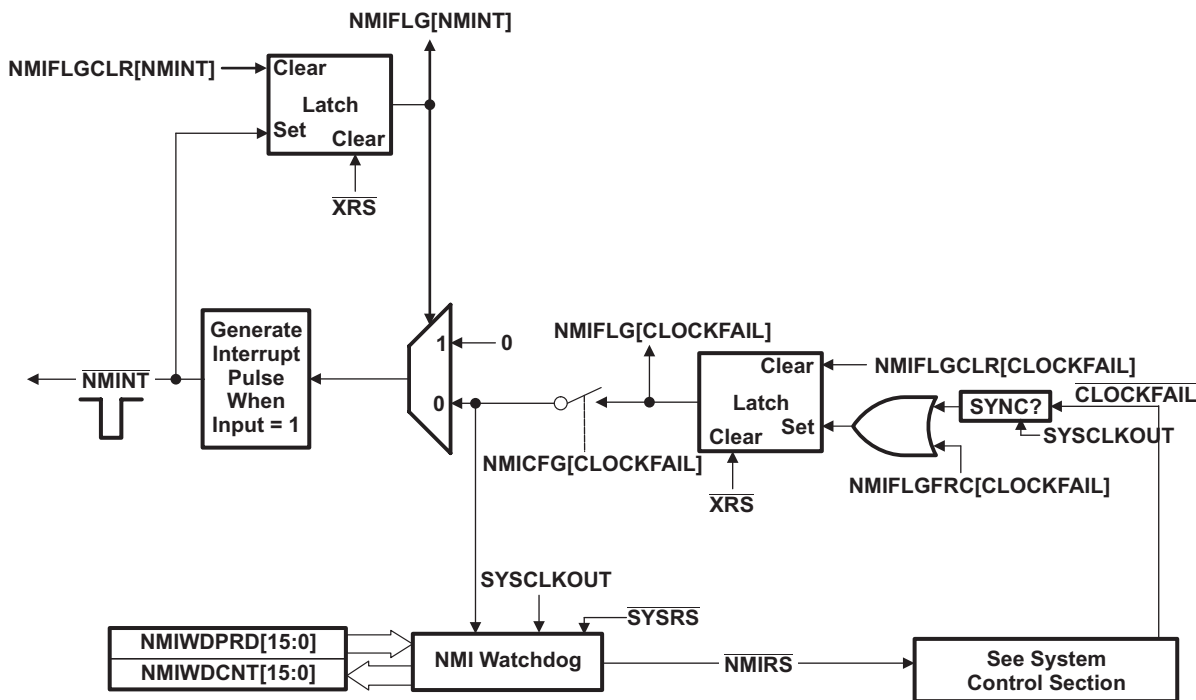 NMIFLG[NMINT]
NMIFLGCLR[NMINT]
Clear
Latch
Set
Clear
XRS
Generate
Interrupt
Pulse
When
Input = 1
NMINT
1
0
0
NMIFLG[CLOCKFAIL]
NMICFG[CLOCKFAIL]
Clear
Latch
Clear
Set
XRS
NMIFLGCLR[CLOCKFAIL]
CLOCKFAIL
SYNC?
SYSCLKOUT
NMIFLGFRC[CLOCKFAIL]
SYSCLKOUT
SYSRS
NMIWDPRD[15:0]
NMIWDCNT[15:0]
NMI Watchdog
NMIRS
See System
Control Section